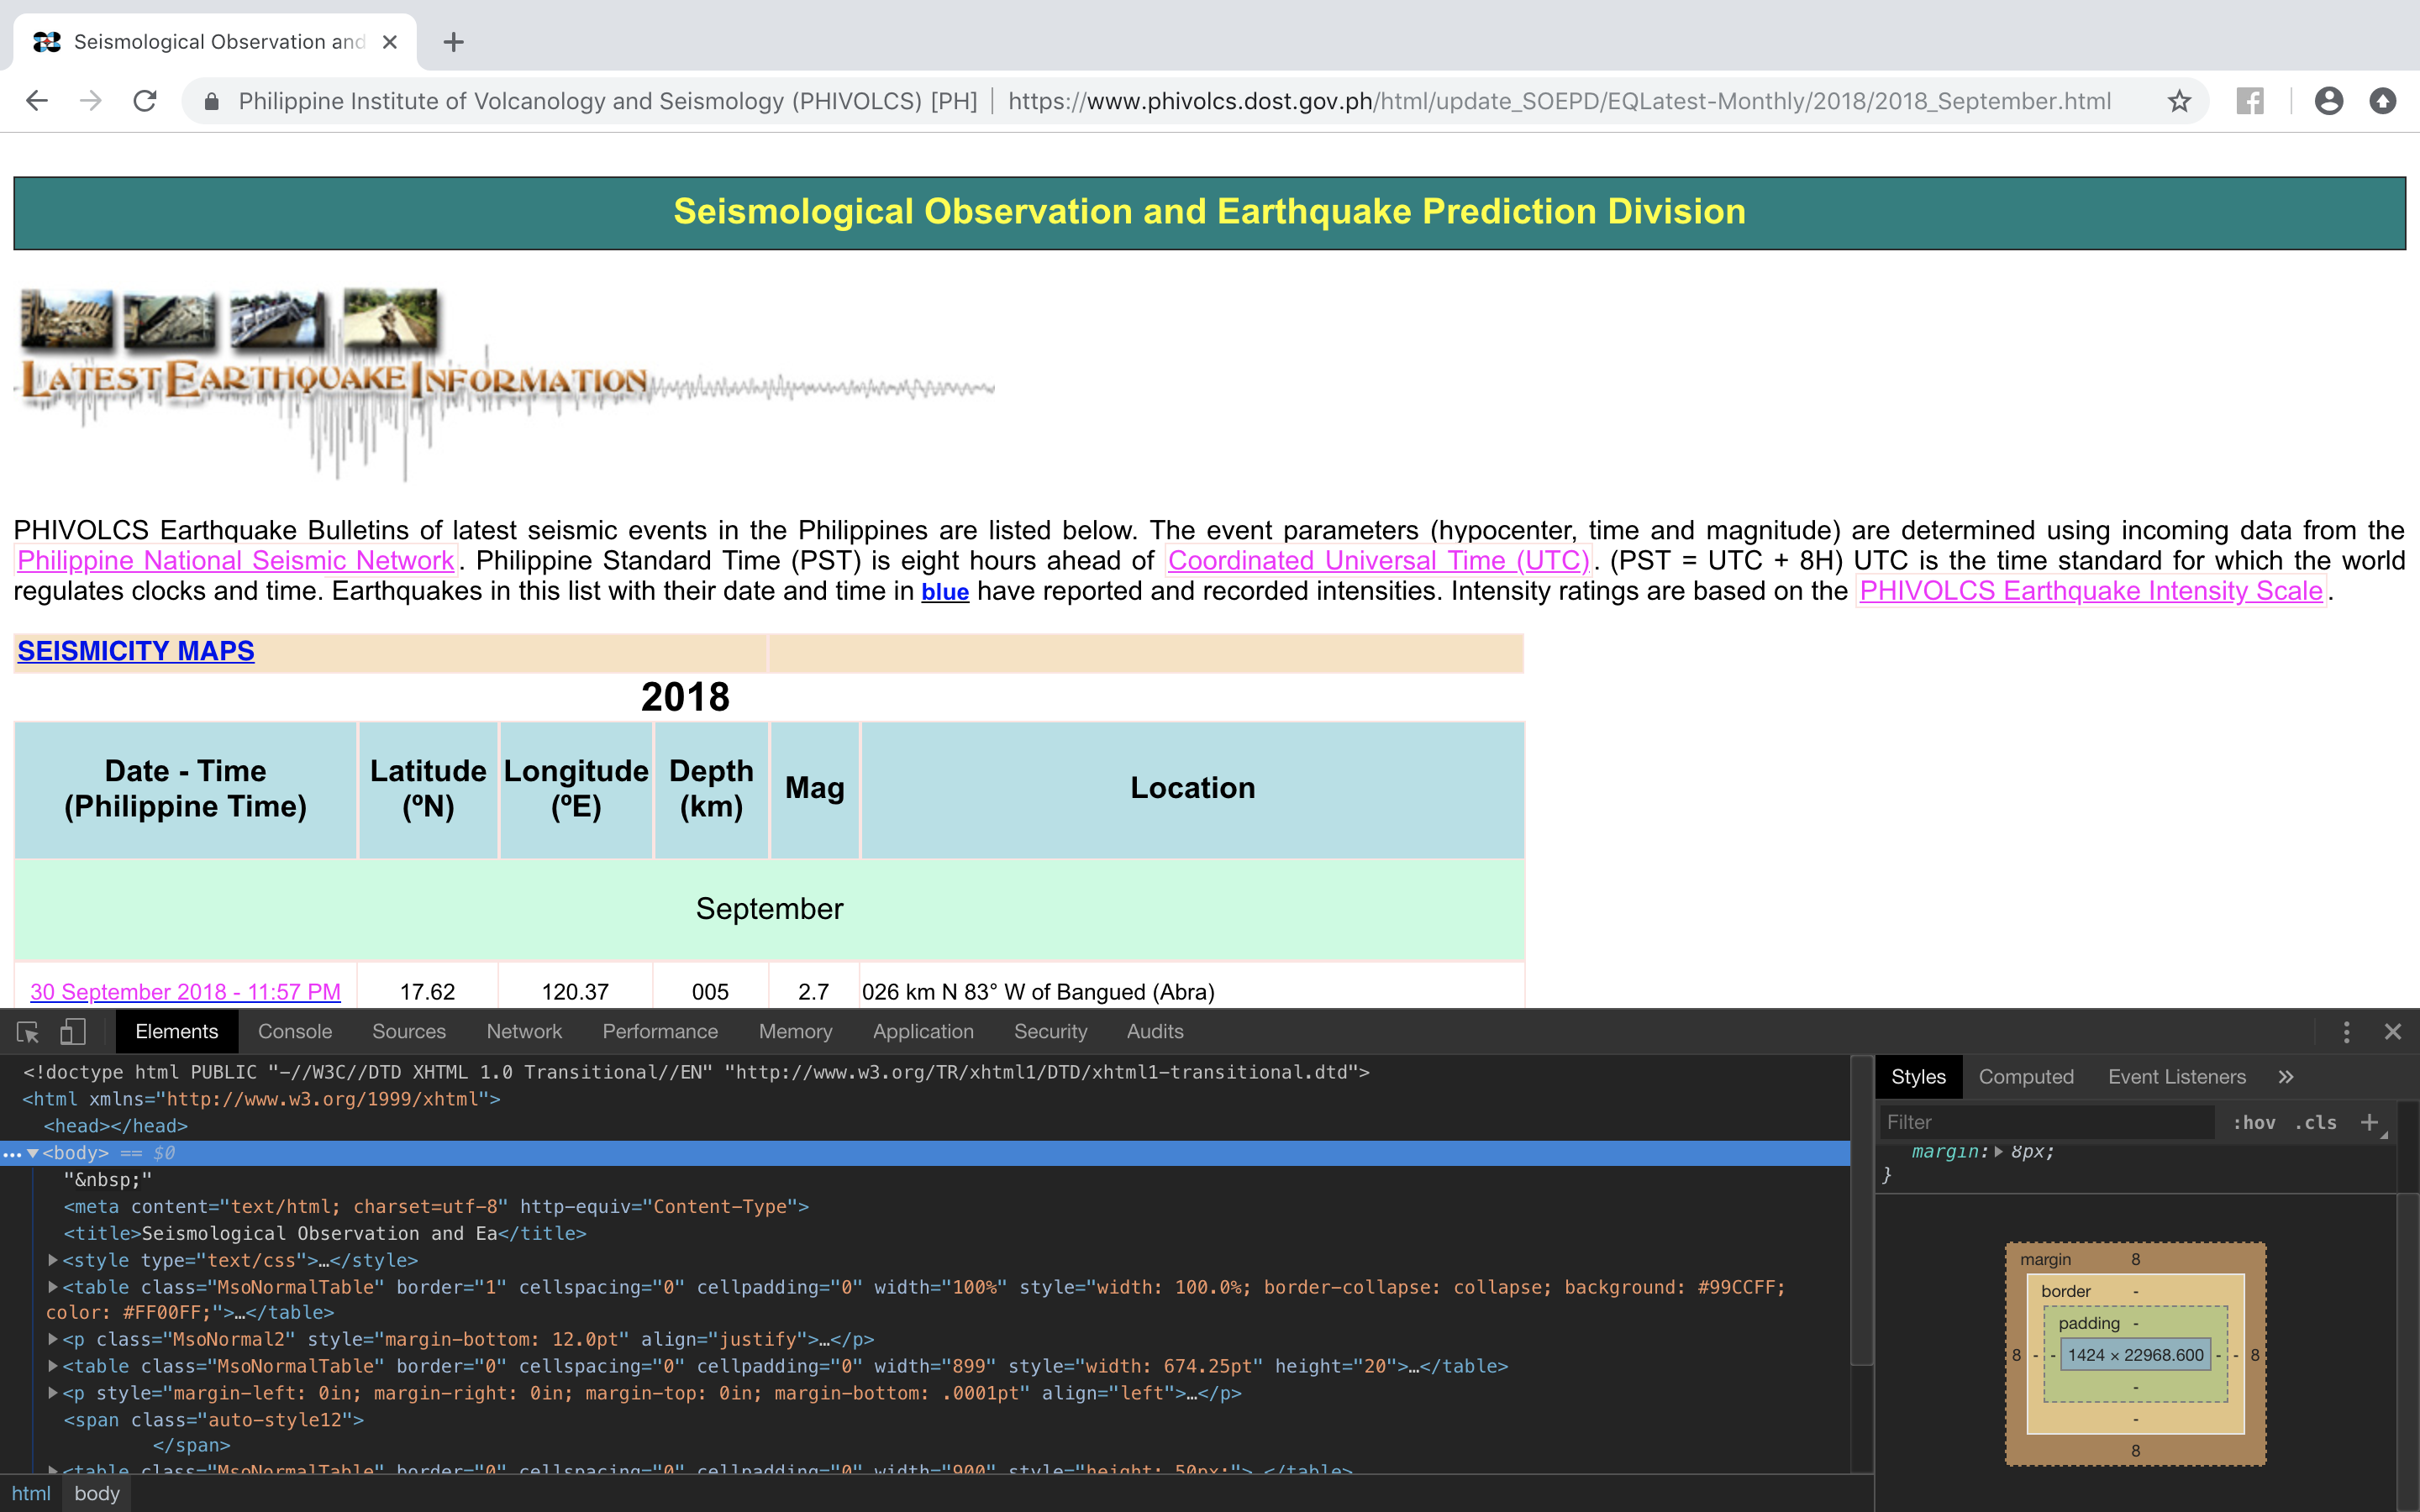 Seismological Observation and
Philippine Institute of Volcanology and Seismology (PHIVOLCS) [PH] | https://www.phivolcs.dost.gov.ph/html/update_SOEPD/EQLatest-Monthly/2018/2018_September.html
Seismological Observation and Earthquake Prediction Division
LATEST EARTHQUAKE INFORMATION
PHIVOLCS Earthquake Bulletins of latest seismic events in the Philippines are listed below. The event parameters (hypocenter, time and magnitude) are determined using incoming data from the
Philippine National Seismic Network. Philippine Standard Time (PST) is eight hours ahead of Coordinated Universal Time (UTC). (PST = UTC + 8H) UTC is the time standard for which the world
regulates clocks and time. Earthquakes in this list with their date and time in blue have reported and recorded intensities. Intensity ratings are based on the PHIVOLCS Earthquake Intensity Scale.
SEISMICITY MAPS
2018
Date - Time (Philippine Time) Latitude (ºN) Longitude (ºE) Depth (km) Mag Location
September
30 September 2018 - 11:57 PM 17.62 120.37 005 2.7 026 km N 83° W of Bangued (Abra)
Elements Console Sources Network Performance Memory Application Security Audits
<!doctype html PUBLIC "-//W3C//DTD XHTML 1.0 Transitional//EN" "http://www.w3.org/TR/xhtml1/DTD/xhtml1-transitional.dtd">
<html xmlns="http://www.w3.org/1999/xhtml">
<head></head>
<body> == $0
"&nbsp;"
<meta content="text/html; charset=utf-8" http-equiv="Content-Type">
<title>Seismological Observation and Ea</title>
<style type="text/css">…</style>
<table class="MsoNormalTable" border="1" cellspacing="0" cellpadding="0" width="100%" style="width: 100.0%; border-collapse: collapse; background: #99CCFF;
color: #FF00FF;">…</table>
<p class="MsoNormal2" style="margin-bottom: 12.0pt" align="justify">…</p>
<table class="MsoNormalTable" border="0" cellspacing="0" cellpadding="0" width="899" style="width: 674.25pt" height="20">…</table>
<p style="margin-left: 0in; margin-right: 0in; margin-top: 0in; margin-bottom: .0001pt" align="left">…</p>
<span class="auto-style12">
</span>
<table class="MsoNormalTable" border="0" cellspacing="0" cellpadding="0" width="900" style="height: 50px;">…</table>
html body
Styles Computed Event Listeners »
Filter :hov .cls +
margin: 8px;
}
margin 8
border -
padding -
8 - - 1424 × 22968.600 - - 8
-
-
8